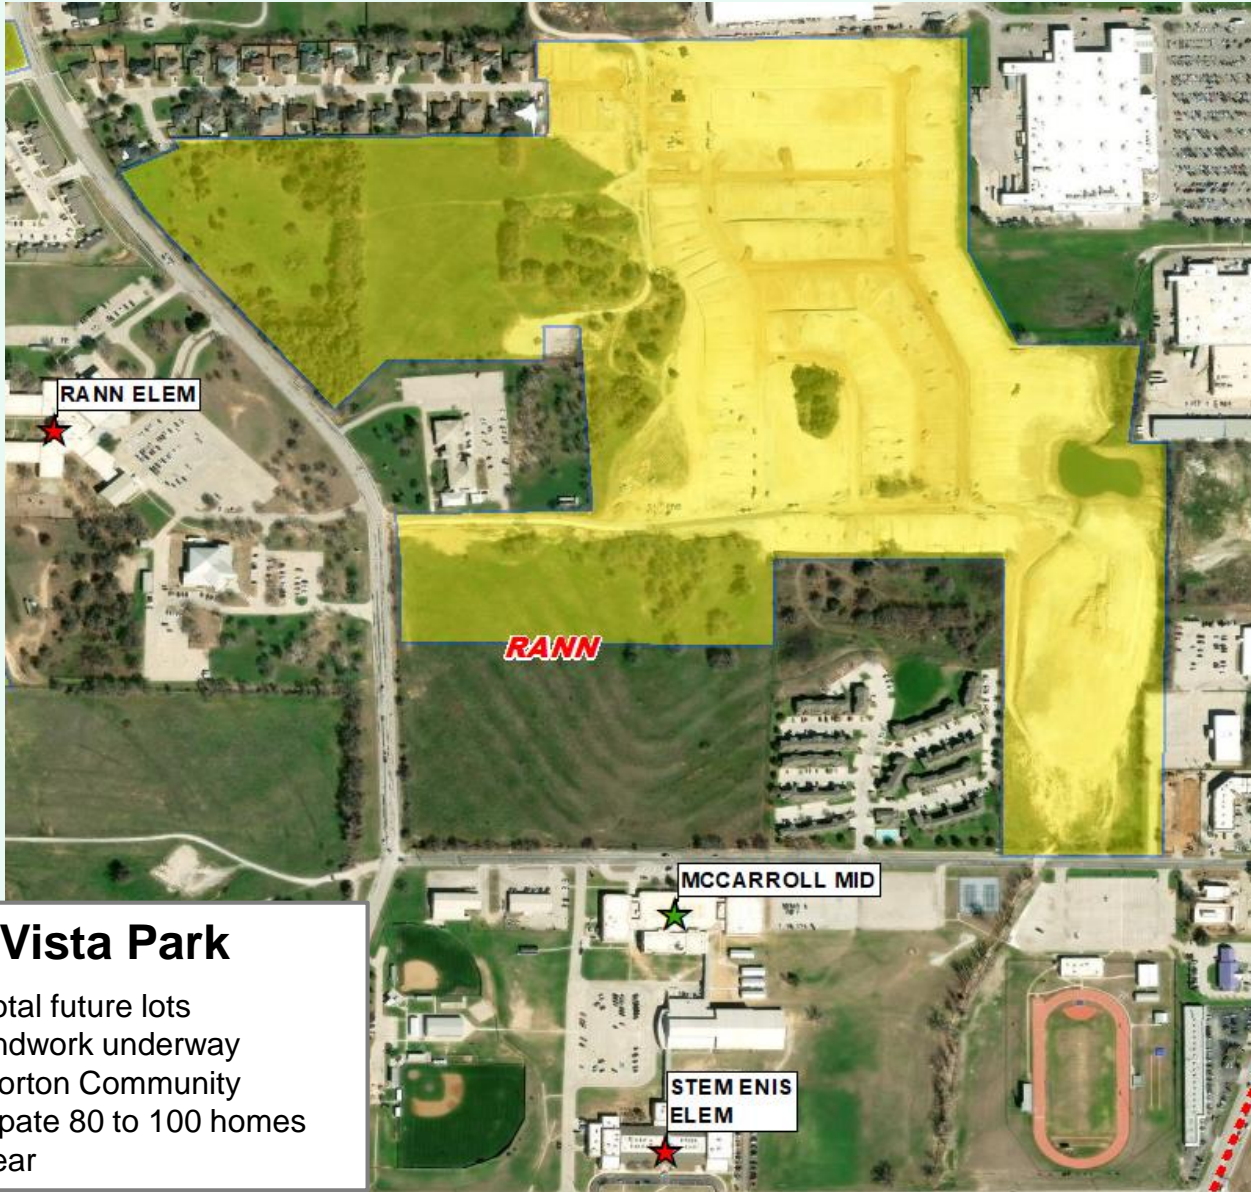 RANN ELEM
RANN
MCCARROLL MID
STEM ENIS
ELEM
Vista Park
otal future lots
ndwork underway
orton Community
pate 80 to 100 homes
ear